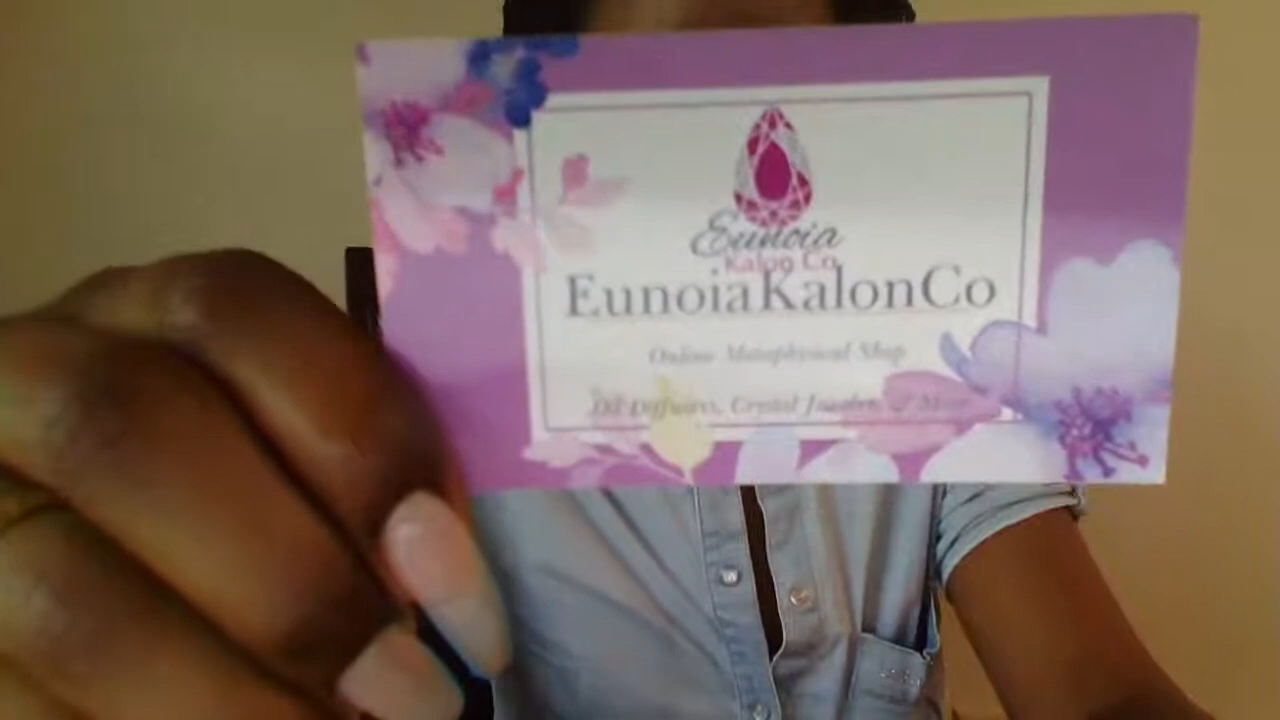 Eunoia
Kalon Co
EunoiaKalonCo
Online Metaphysical Shop
Oil Diffusers, Crystal Jewelry, & More